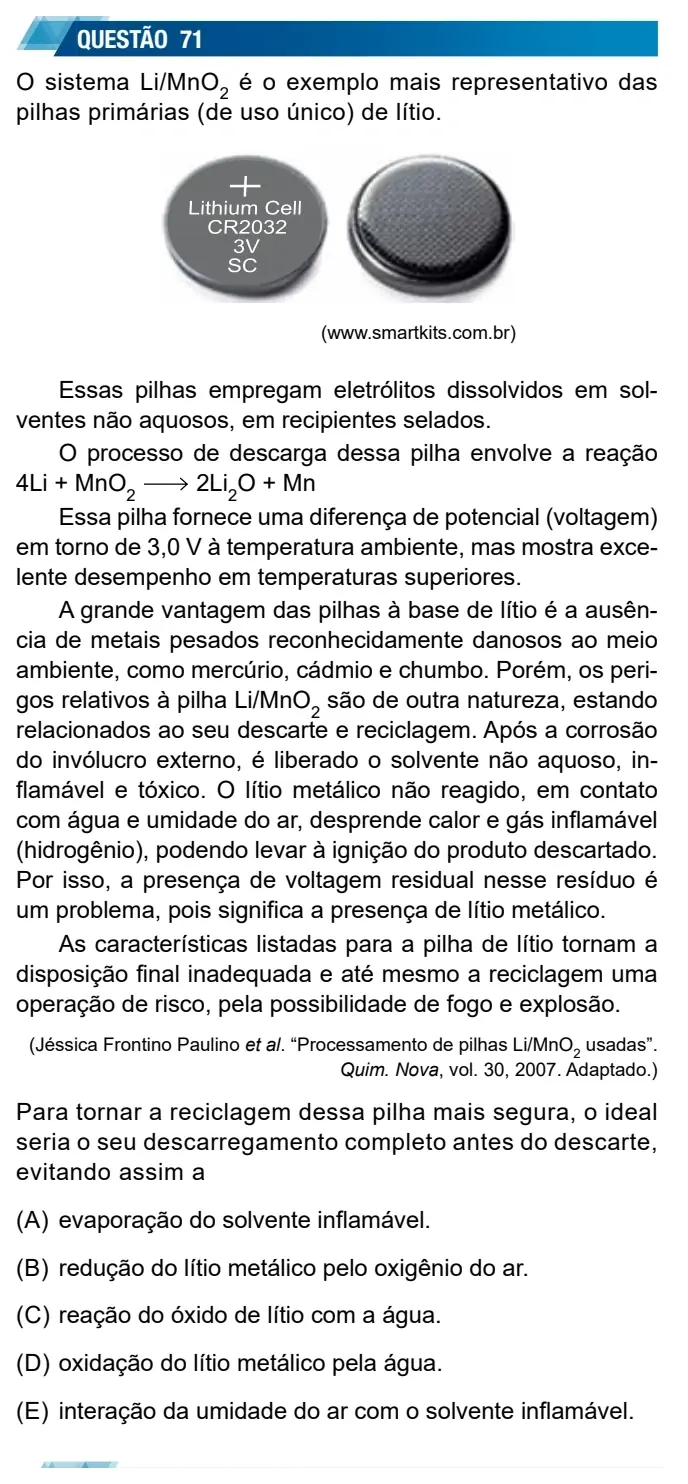 QUESTÃO 71
O sistema Li/MnO₂ é o exemplo mais representativo das
pilhas primárias (de uso único) de lítio.
Lithium Cell
CR2032
3V
SC
(www.smartkits.com.br)
Essas pilhas empregam eletrólitos dissolvidos em sol-
ventes não aquosos, em recipientes selados.
O processo de descarga dessa pilha envolve a reação
4Li + MnO₂ ⟶ 2Li₂O + Mn
Essa pilha fornece uma diferença de potencial (voltagem)
em torno de 3,0 V à temperatura ambiente, mas mostra exce-
lente desempenho em temperaturas superiores.
A grande vantagem das pilhas à base de lítio é a ausên-
cia de metais pesados reconhecidamente danosos ao meio
ambiente, como mercúrio, cádmio e chumbo. Porém, os peri-
gos relativos à pilha Li/MnO₂ são de outra natureza, estando
relacionados ao seu descarte e reciclagem. Após a corrosão
do invólucro externo, é liberado o solvente não aquoso, in-
flamável e tóxico. O lítio metálico não reagido, em contato
com água e umidade do ar, desprende calor e gás inflamável
(hidrogênio), podendo levar à ignição do produto descartado.
Por isso, a presença de voltagem residual nesse resíduo é
um problema, pois significa a presença de lítio metálico.
As características listadas para a pilha de lítio tornam a
disposição final inadequada e até mesmo a reciclagem uma
operação de risco, pela possibilidade de fogo e explosão.
(Jéssica Frontino Paulino et al. “Processamento de pilhas Li/MnO₂ usadas”.
Quim. Nova, vol. 30, 2007. Adaptado.)
Para tornar a reciclagem dessa pilha mais segura, o ideal
seria o seu descarregamento completo antes do descarte,
evitando assim a
(A) evaporação do solvente inflamável.
(B) redução do lítio metálico pelo oxigênio do ar.
(C) reação do óxido de lítio com a água.
(D) oxidação do lítio metálico pela água.
(E) interação da umidade do ar com o solvente inflamável.